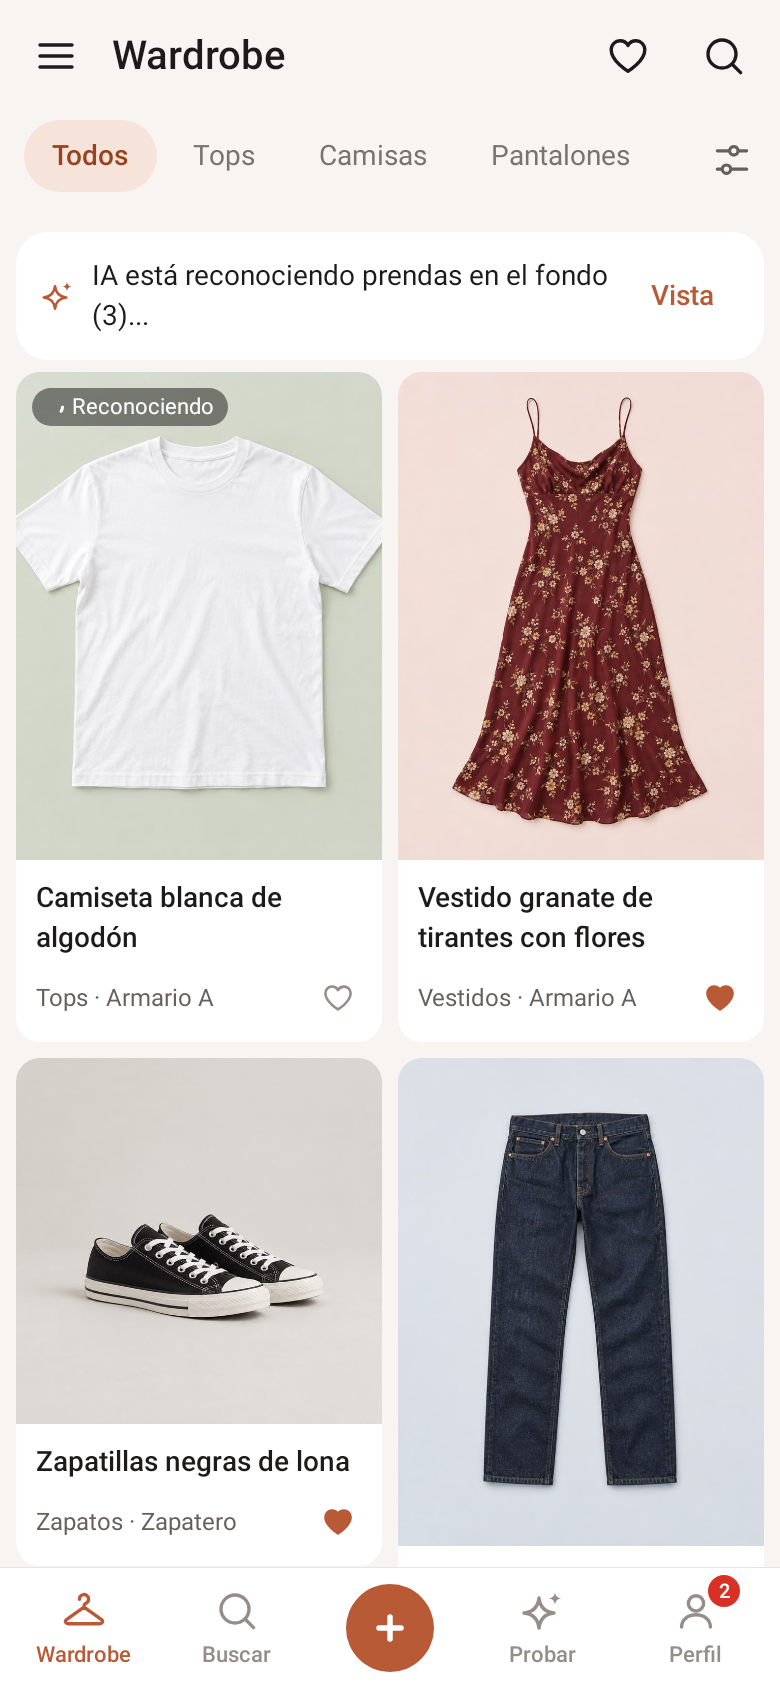 Wardrobe
Todos
Tops
Camisas
Pantalones
IA está reconociendo prendas en el fondo
(3)...
Vista
Reconociendo
Camiseta blanca de
algodón
Tops · Armario A
Vestido granate de
tirantes con flores
Vestidos · Armario A
Zapatillas negras de lona
Zapatos · Zapatero
Wardrobe
Buscar
Probar
2
Perfil